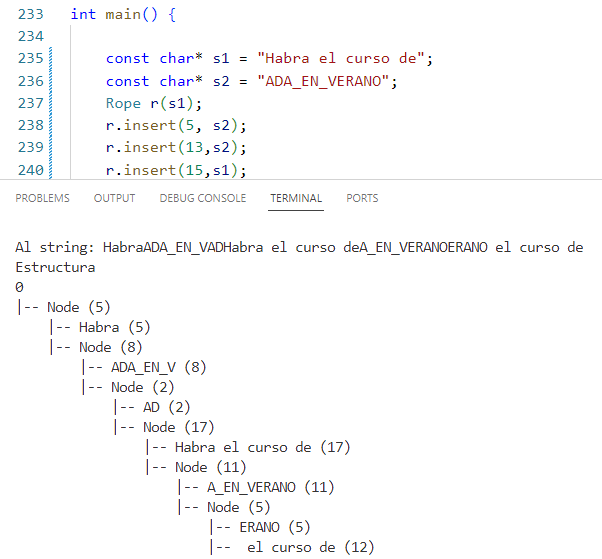 233 int main() {
234
235 const char* s1 = "Habra el curso de";
236 const char* s2 = "ADA_EN_VERANO";
237 Rope r(s1);
238 r.insert(5, s2);
239 r.insert(13,s2);
240 r.insert(15,s1);
PROBLEMS OUTPUT DEBUG CONSOLE TERMINAL PORTS
Al string: HabraADA_EN_VADHabra el curso deA_EN_VERANOERANO el curso de
Estructura
0
|-- Node (5)
    |-- Habra (5)
    |-- Node (8)
        |-- ADA_EN_V (8)
        |-- Node (2)
            |-- AD (2)
            |-- Node (17)
                |-- Habra el curso de (17)
                |-- Node (11)
                    |-- A_EN_VERANO (11)
                    |-- Node (5)
                        |-- ERANO (5)
                        |--  el curso de (12)